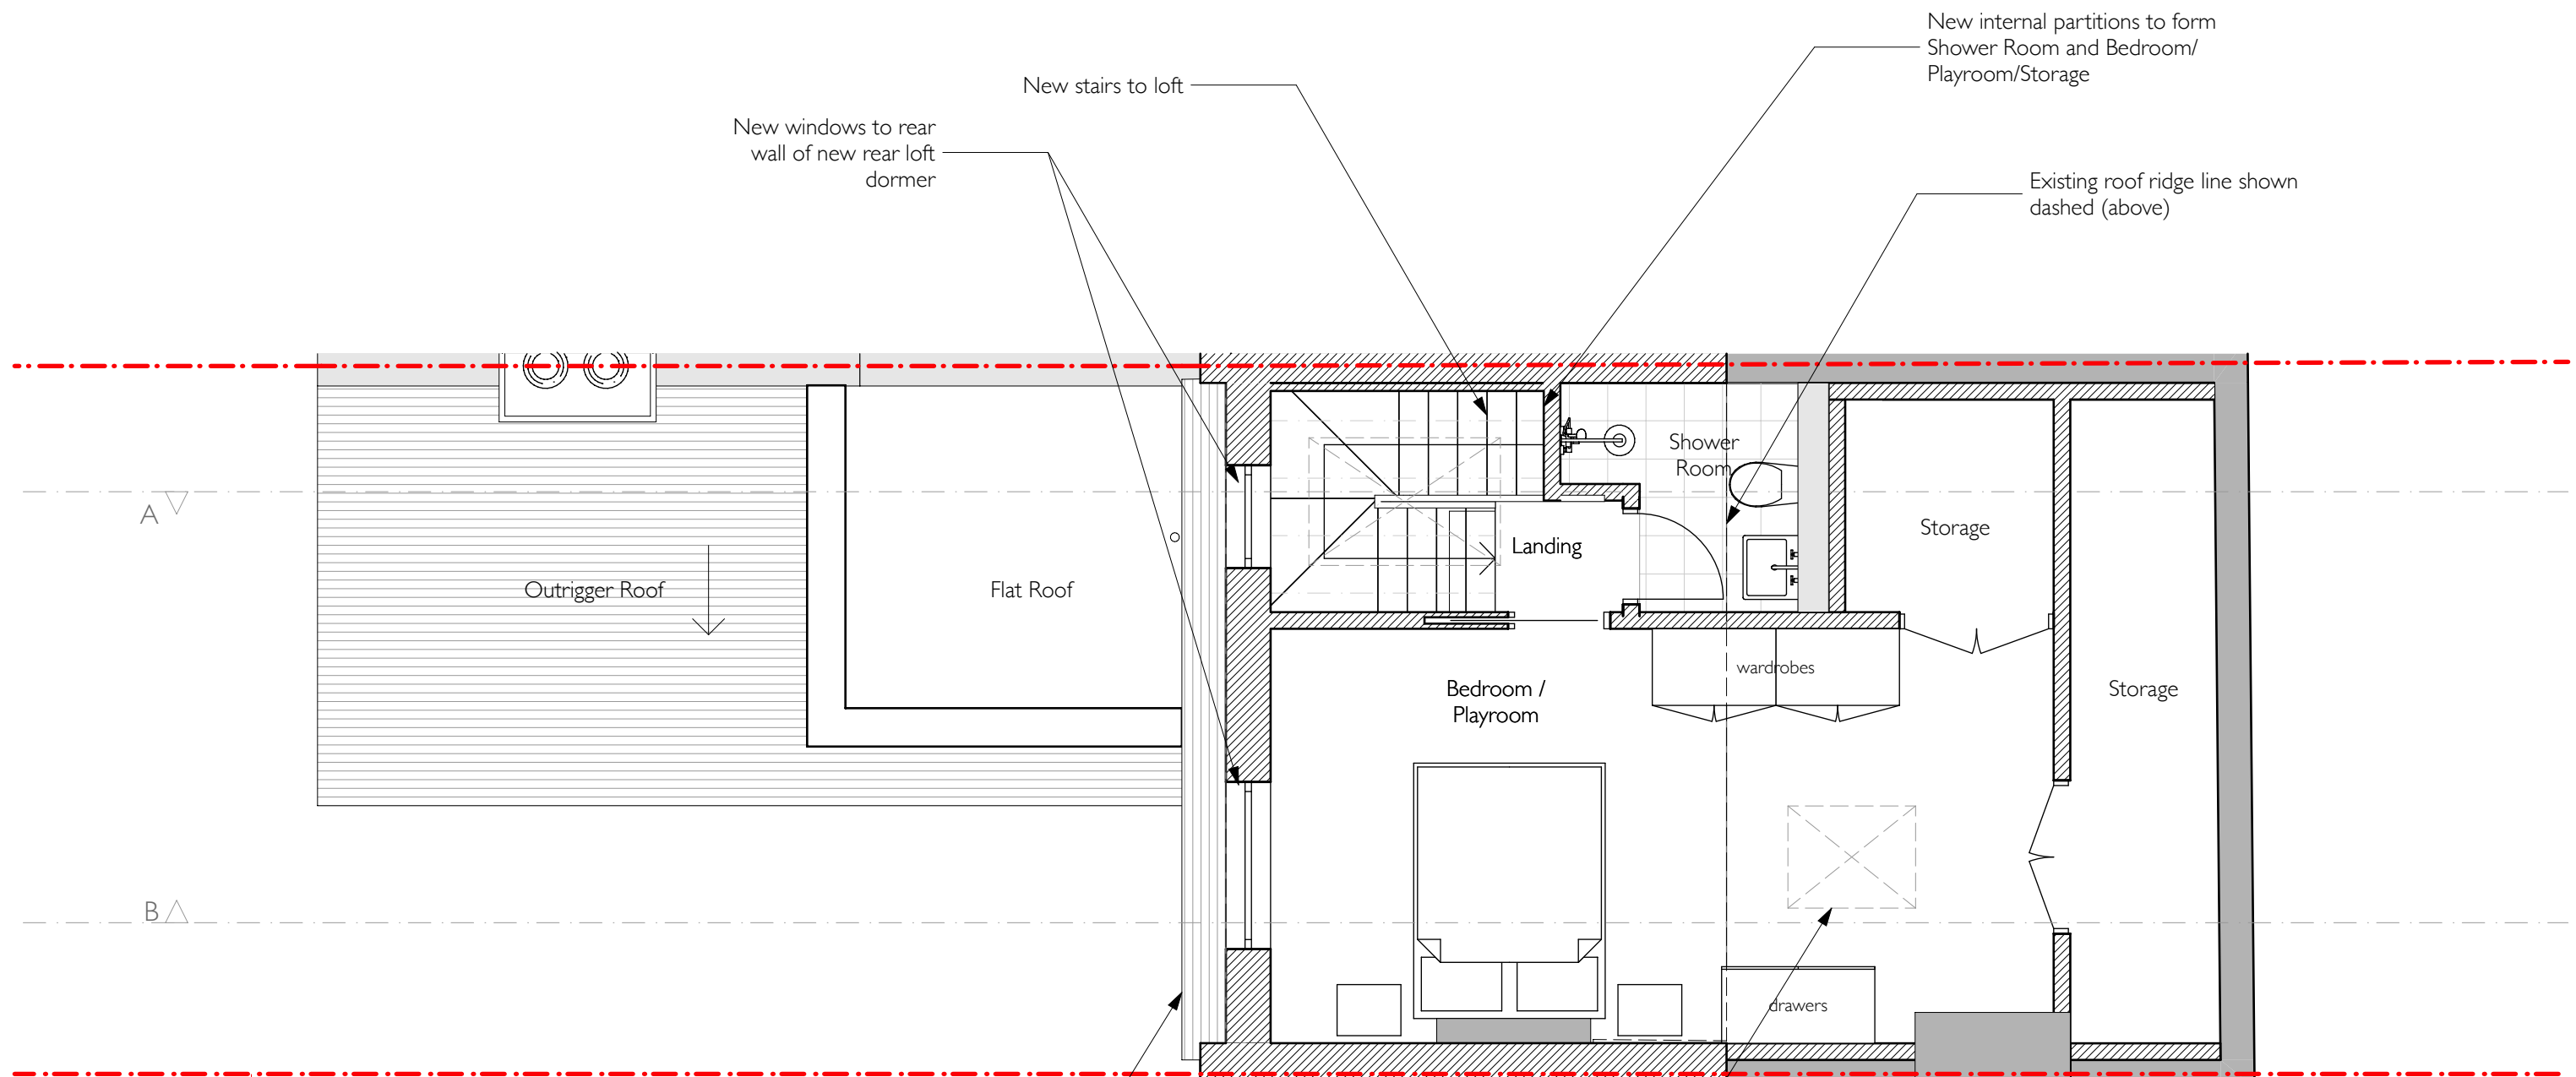 New internal partitions to form
Shower Room and Bedroom/
Playroom/Storage
New stairs to loft
New windows to rear
wall of new rear loft
dormer
Existing roof ridge line shown
dashed (above)
Shower
Room
A
Storage
Landing
Outrigger Roof
Flat Roof
wardrobes
Bedroom /
Playroom
Storage
B
drawers